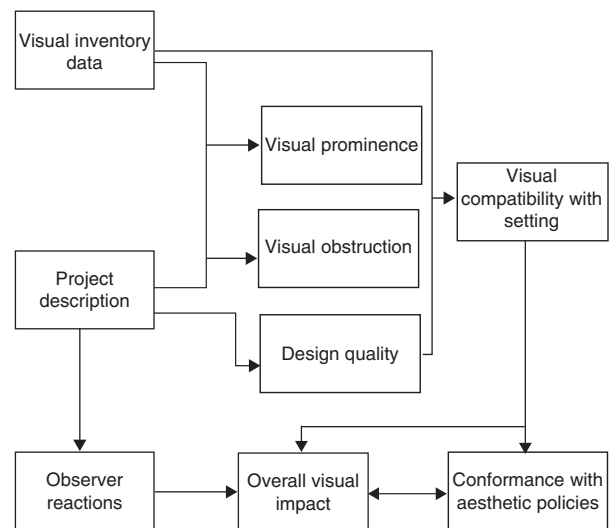 Visual inventory
data
Visual prominence
Visual
compatibility with
setting
Visual obstruction
Project
description
Design quality
Observer
reactions
Overall visual
impact
Conformance with
aesthetic policies